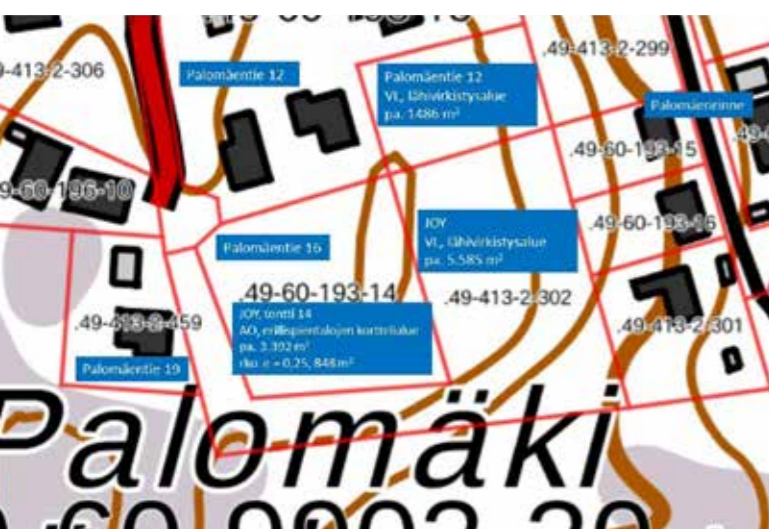 .49-413-2-299
9-413-2-306
Palomäentie 12
Palomäentie 12
VL, lähivirkistysalue
pa. 1486 m²
Palomäenrinne
.49-60-193-15
9-60-196-10
.49-60-193-16
JOY
VL, lähivirkistysalue
pa. 5.585 m²
Palomäentie 16
.49-60-193-14
.49-413-2-302
JOY, tontti 14
AO, erillispientalojen korttelialue
pa. 3.392 m²
rku e = 0,25, 848 m²
.49-413-2-459
.49-413-2-301
Palomäentie 19
Palomäki